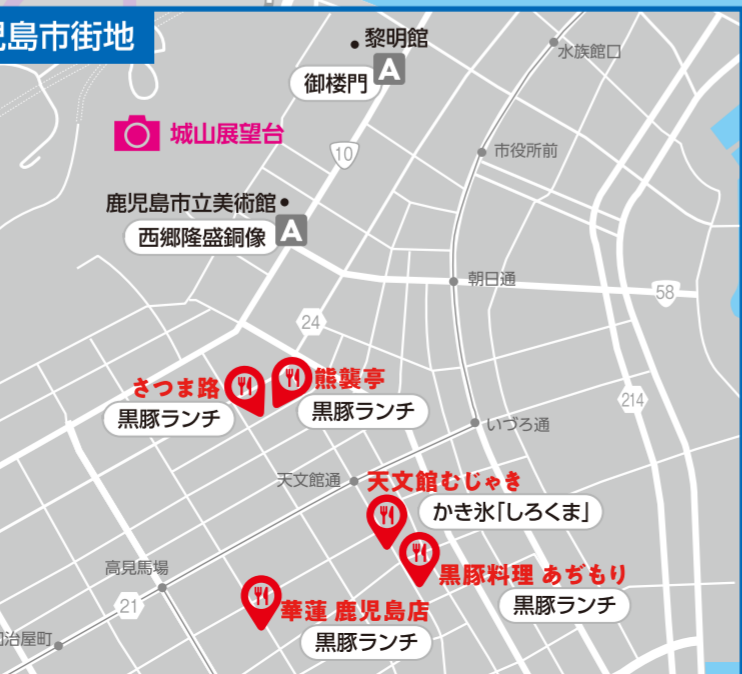 児島市街地
黎明館
御楼門
A
水族館口
城山展望台
10
市役所前
鹿児島市立美術館
西郷隆盛銅像
A
朝日通
58
24
さつま路
黒豚ランチ
熊襲亭
黒豚ランチ
214
いづろ通
天文館通
天文館むじゃき
かき氷「しろくま」
高見馬場
黒豚料理 あぢもり
黒豚ランチ
21
華蓮 鹿児島店
黒豚ランチ
治屋町